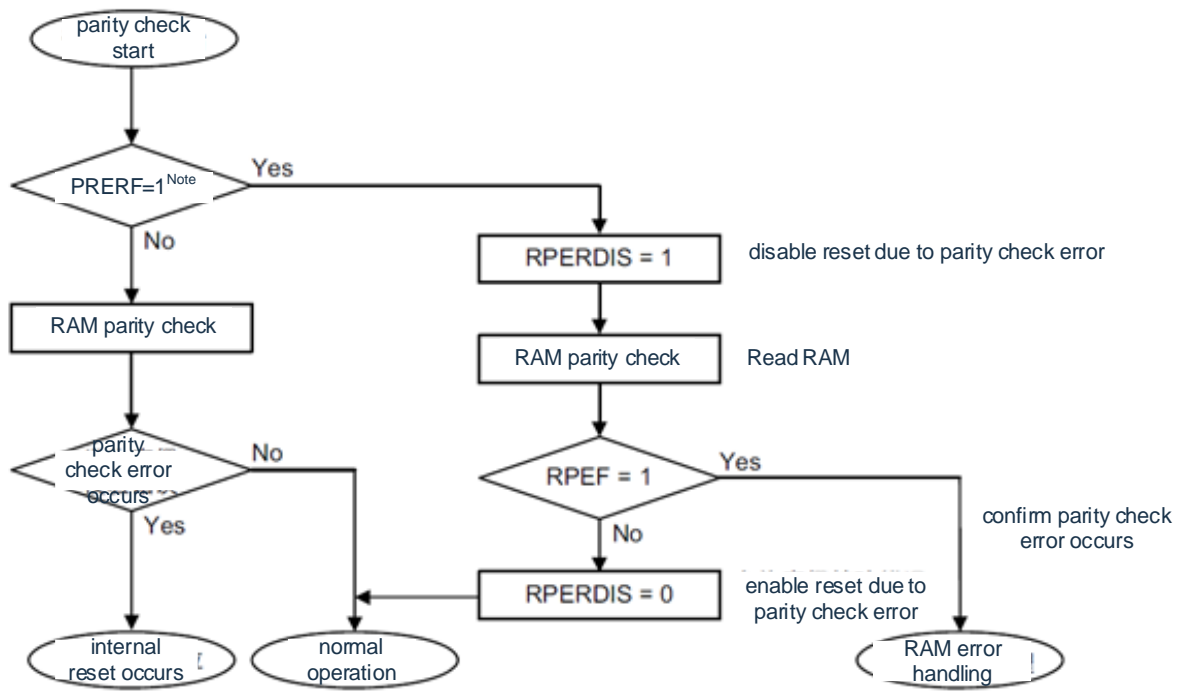 parity check
start
PRERF=1Note
Yes
No
RPERDIS = 1
disable reset due to parity check error
RAM parity check
RAM parity check
Read RAM
parity
check error
occurs
No
Yes
RPEF = 1
Yes
No
confirm parity check
error occurs
RPERDIS = 0
enable reset due to
parity check error
internal
reset occurs
normal
operation
RAM error
handling